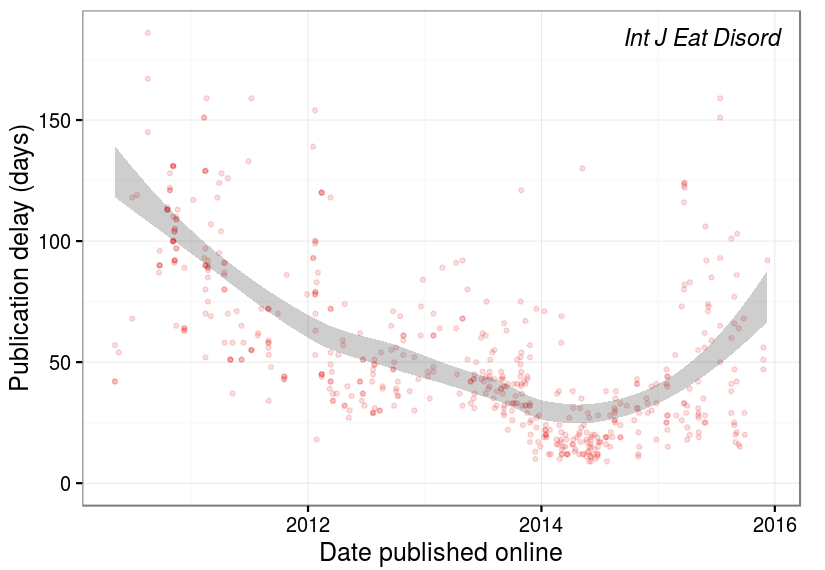 Int J Eat Disord
Publication delay (days)
150
100
50
0
2012
2014
2016
Date published online